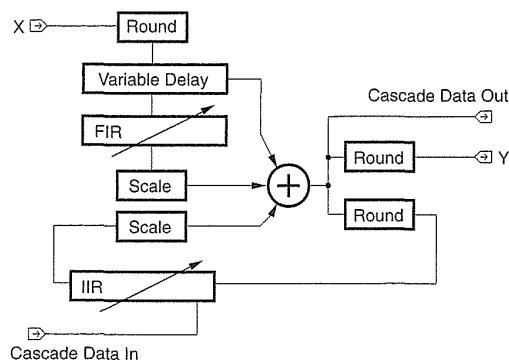 X
Round
Variable Delay
FIR
Scale
Scale
IIR
Cascade Data In
Cascade Data Out
Round
Y
Round